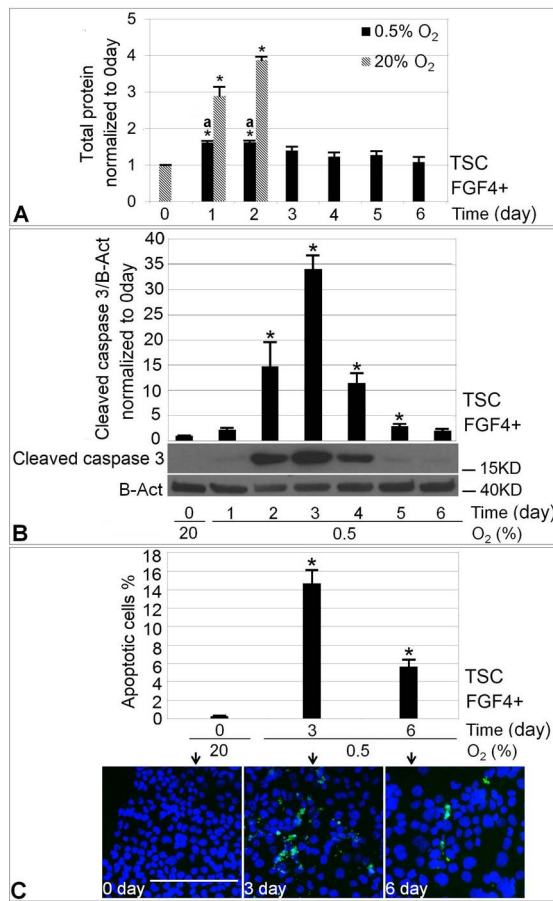 5
4
3
2
1
0
Total protein
normalized to 0day
0.5% O2
20% O2
*
*
a
*
a
*
0 1 2 3 4 5 6
Time (day)
TSC
FGF4+
A
40
35
30
25
20
15
10
5
0
Cleaved caspase 3/B-Act
normalized to 0day
*
*
*
*
TSC
FGF4+
Cleaved caspase 3
15KD
B-Act
40KD
0 1 2 3 4 5 6 Time (day)
20 0.5 O2 (%)
B
18
16
14
12
10
8
6
4
2
0
Apoptotic cells %
*
*
TSC
FGF4+
0 3 6 Time (day)
20 0.5 O2 (%)
0 day 3 day 6 day
C